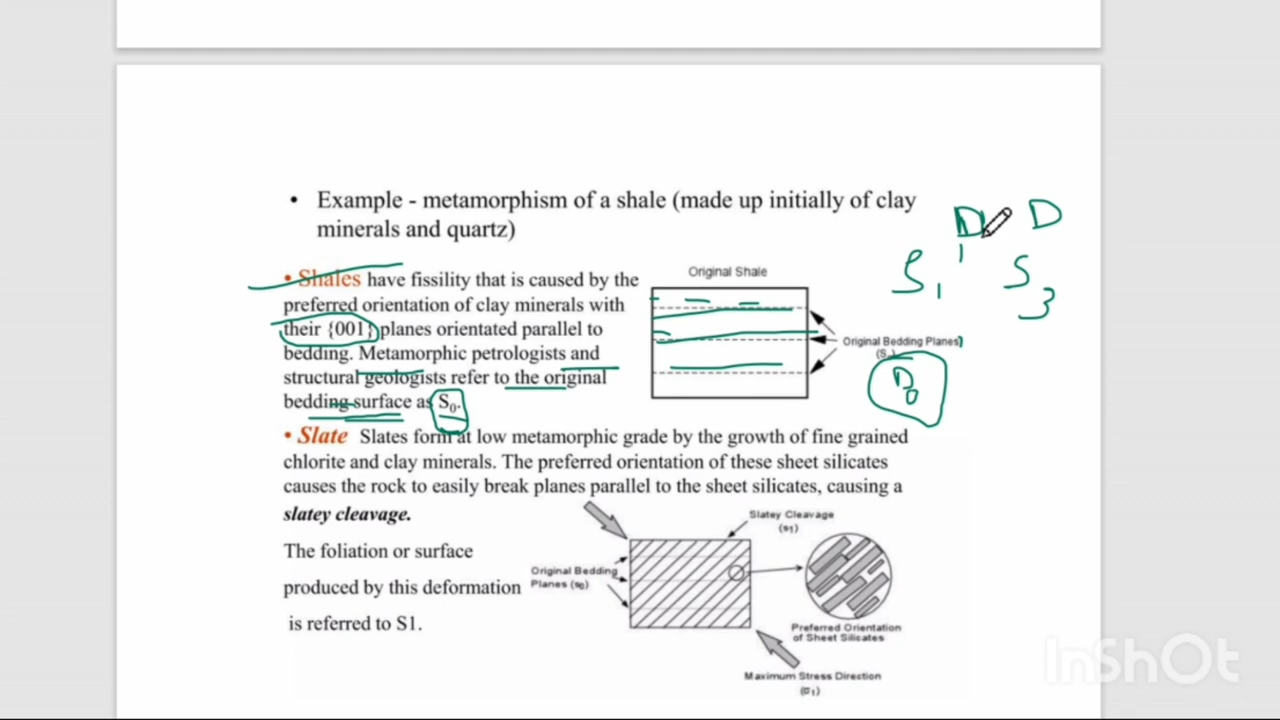 • Example - metamorphism of a shale (made up initially of clay
minerals and quartz)
• Shales have fissility that is caused by the
preferred orientation of clay minerals with
their {001} planes orientated parallel to
bedding. Metamorphic petrologists and
structural geologists refer to the original
bedding surface as S0.
Original Shale
Original Bedding Planes)
(S
D0
D1 D
S1 S3
• Slate Slates form at low metamorphic grade by the growth of fine grained
chlorite and clay minerals. The preferred orientation of these sheet silicates
causes the rock to easily break planes parallel to the sheet silicates, causing a
slatey cleavage.
The foliation or surface
produced by this deformation
is referred to S1.
Slatey Cleavage
(s1)
Original Bedding
Planes (s0)
Preferred Orientation
of Sheet Silicates
Maximum Stress Direction
(σ1)
InShOt